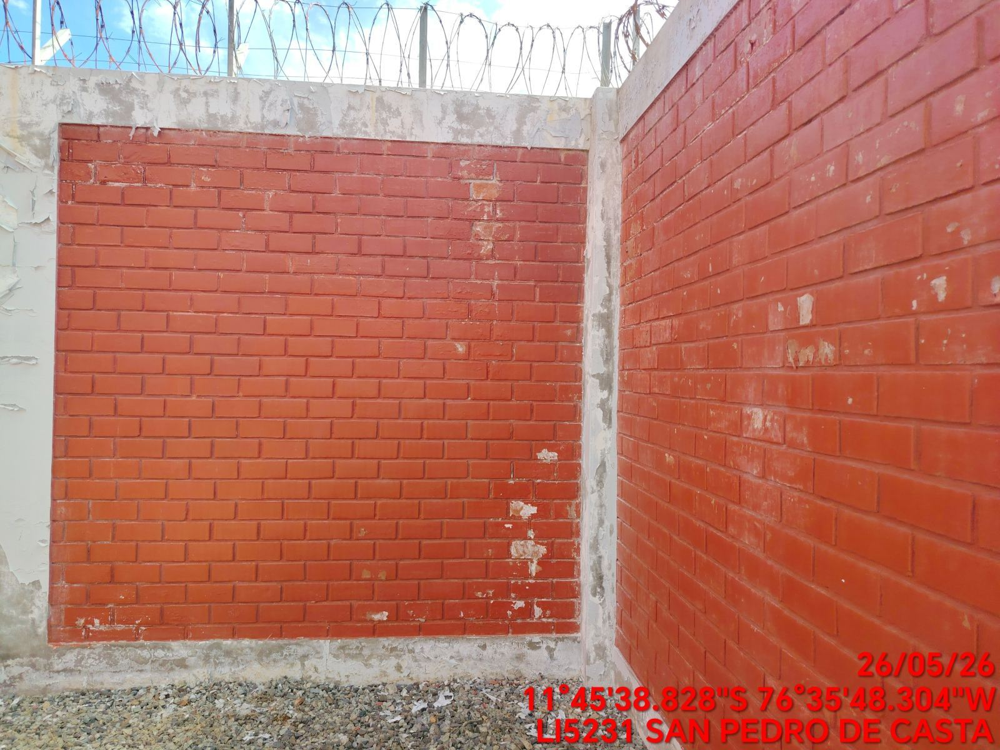 26/05/26
11°45'38.828"S 76°35'48.304"W
LI5231 SAN PEDRO DE CASTA